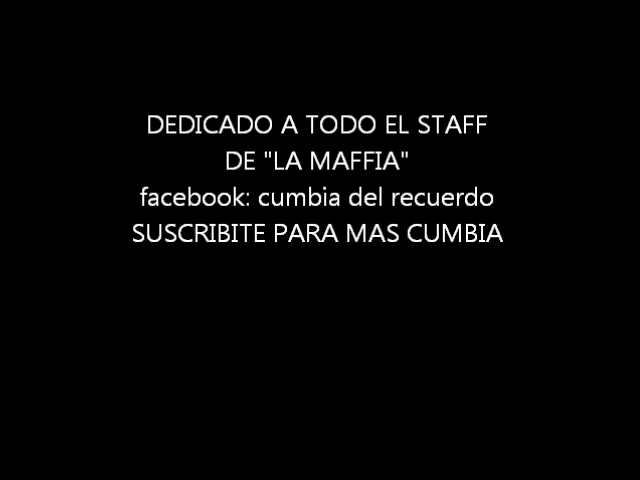 DEDICADO A TODO EL STAFF
DE "LA MAFFIA"
facebook: cumbia del recuerdo
SUSCRIBITE PARA MAS CUMBIA